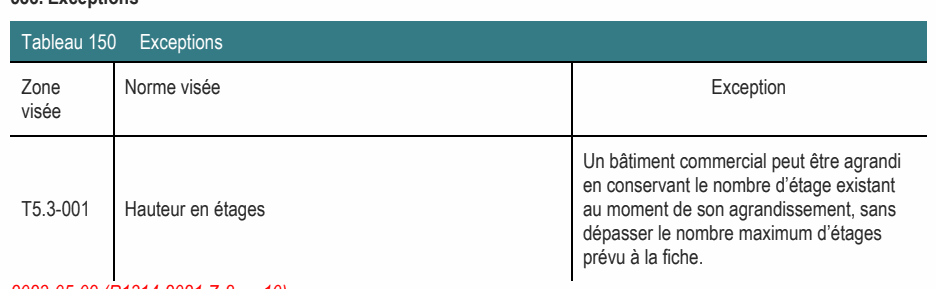 Exceptions
Tableau 150 Exceptions
Zone visée
Norme visée
Exception
T5.3-001
Hauteur en étages
Un bâtiment commercial peut être agrandi
en conservant le nombre d'étage existant
au moment de son agrandissement, sans
dépasser le nombre maximum d'étages
prévu à la fiche.